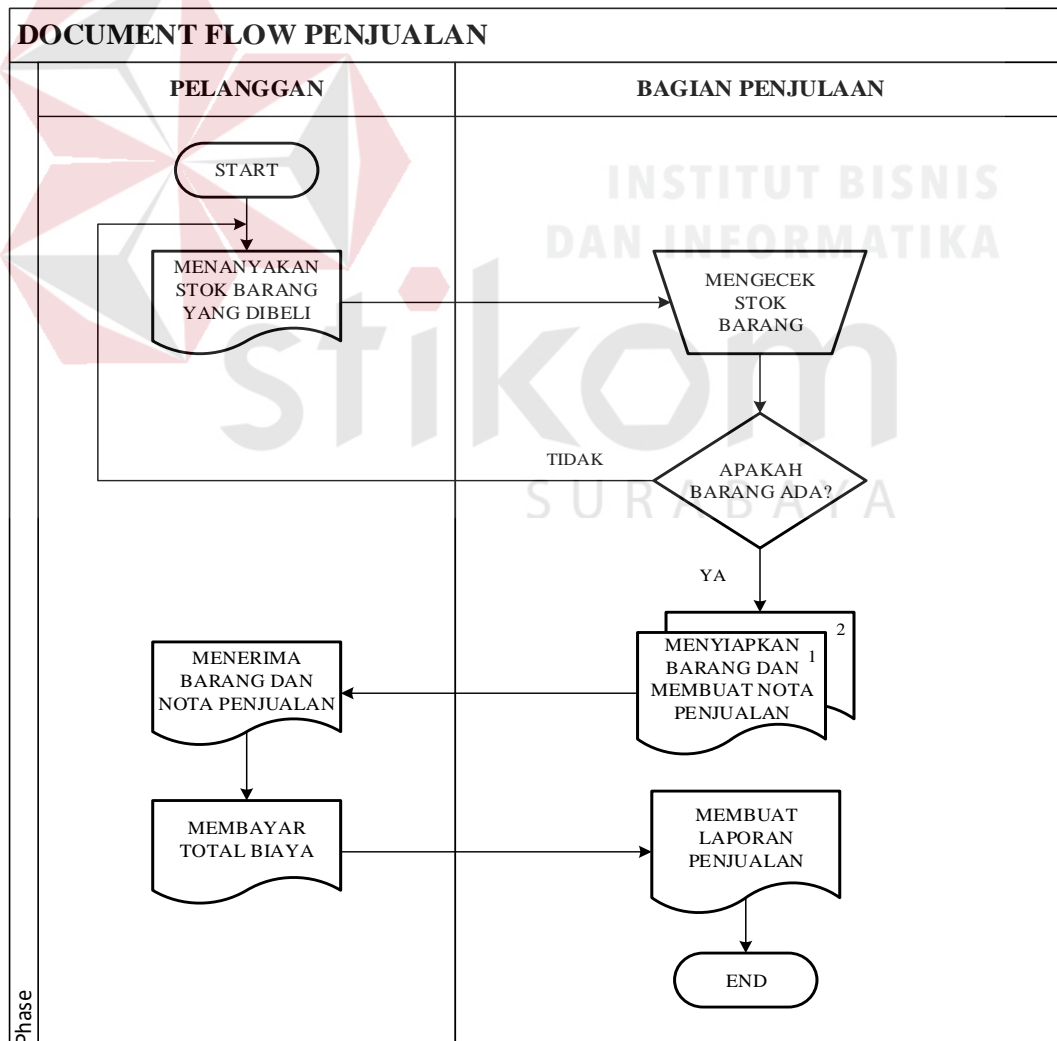 DOCUMENT FLOW PENJUALAN
PELANGGAN
BAGIAN PENJULAAN
START
INSTITUT BISNIS
DAN INFORMATIKA
stikom
SURABAYA
MENANYAKAN
STOK BARANG
YANG DIBELI
MENGECEK
STOK
BARANG
TIDAK
APAKAH
BARANG ADA?
YA
2
1
MENYIAPKAN
BARANG DAN
MEMBUAT NOTA
PENJUALAN
MENERIMA
BARANG DAN
NOTA PENJUALAN
MEMBAYAR
TOTAL BIAYA
MEMBUAT
LAPORAN
PENJUALAN
END
Phase